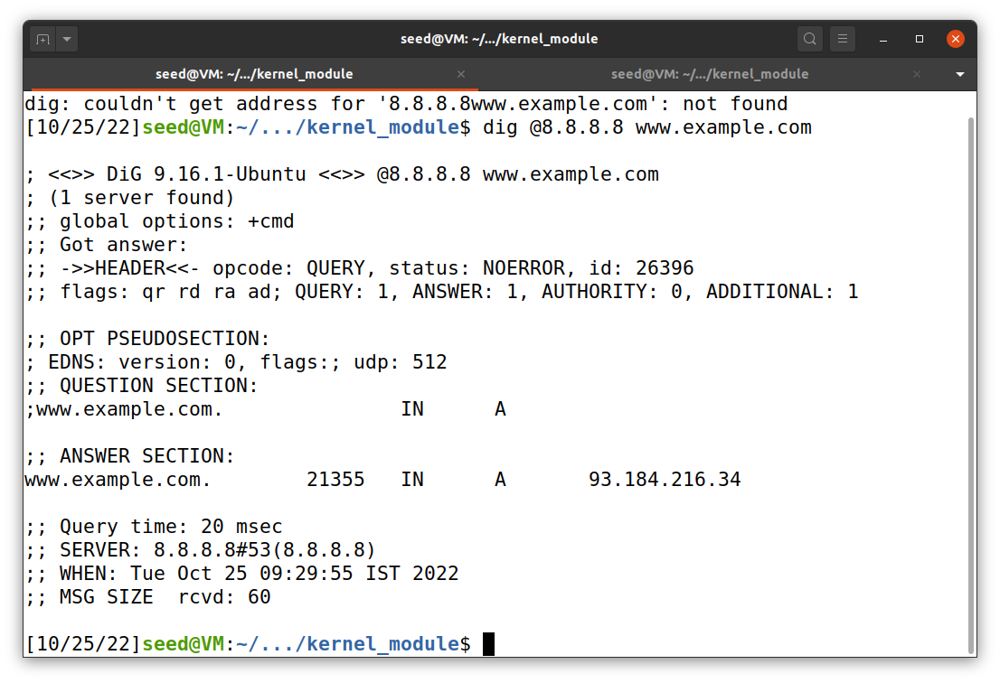 seed@VM: ~/.../kernel_module
seed@VM: ~/.../kernel_module × seed@VM: ~/.../kernel_module ×
dig: couldn't get address for '8.8.8.8www.example.com': not found
[10/25/22]seed@VM:~/.../kernel_module$ dig @8.8.8.8 www.example.com

; <<>> DiG 9.16.1-Ubuntu <<>> @8.8.8.8 www.example.com
; (1 server found)
;; global options: +cmd
;; Got answer:
;; ->>HEADER<<- opcode: QUERY, status: NOERROR, id: 26396
;; flags: qr rd ra ad; QUERY: 1, ANSWER: 1, AUTHORITY: 0, ADDITIONAL: 1

;; OPT PSEUDOSECTION:
; EDNS: version: 0, flags:; udp: 512
;; QUESTION SECTION:
;www.example.com.		IN	A

;; ANSWER SECTION:
www.example.com.	21355	IN	A	93.184.216.34

;; Query time: 20 msec
;; SERVER: 8.8.8.8#53(8.8.8.8)
;; WHEN: Tue Oct 25 09:29:55 IST 2022
;; MSG SIZE  rcvd: 60

[10/25/22]seed@VM:~/.../kernel_module$